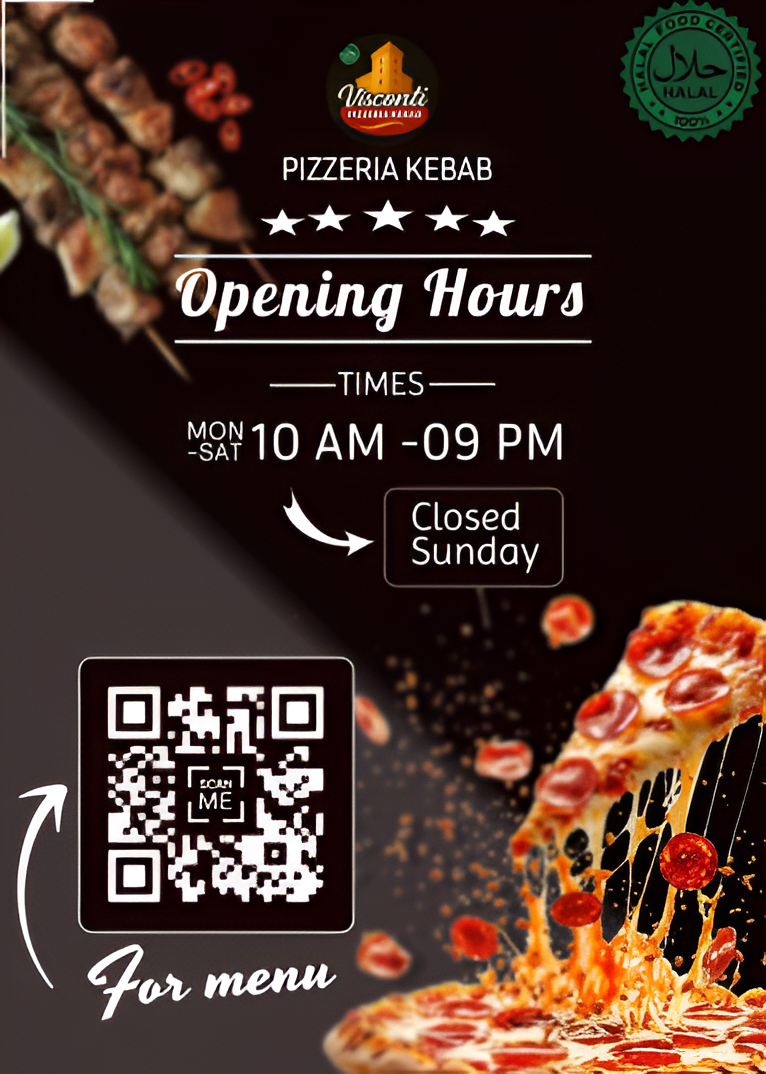 HALAL FOOD CERTIFIED
حلال
HALAL
100%
Visconti
PIZZERIA KEBAB
Opening Hours
TIMES
MON
-SAT
10 AM -09 PM
Closed
Sunday
SCAN
ME
For menu